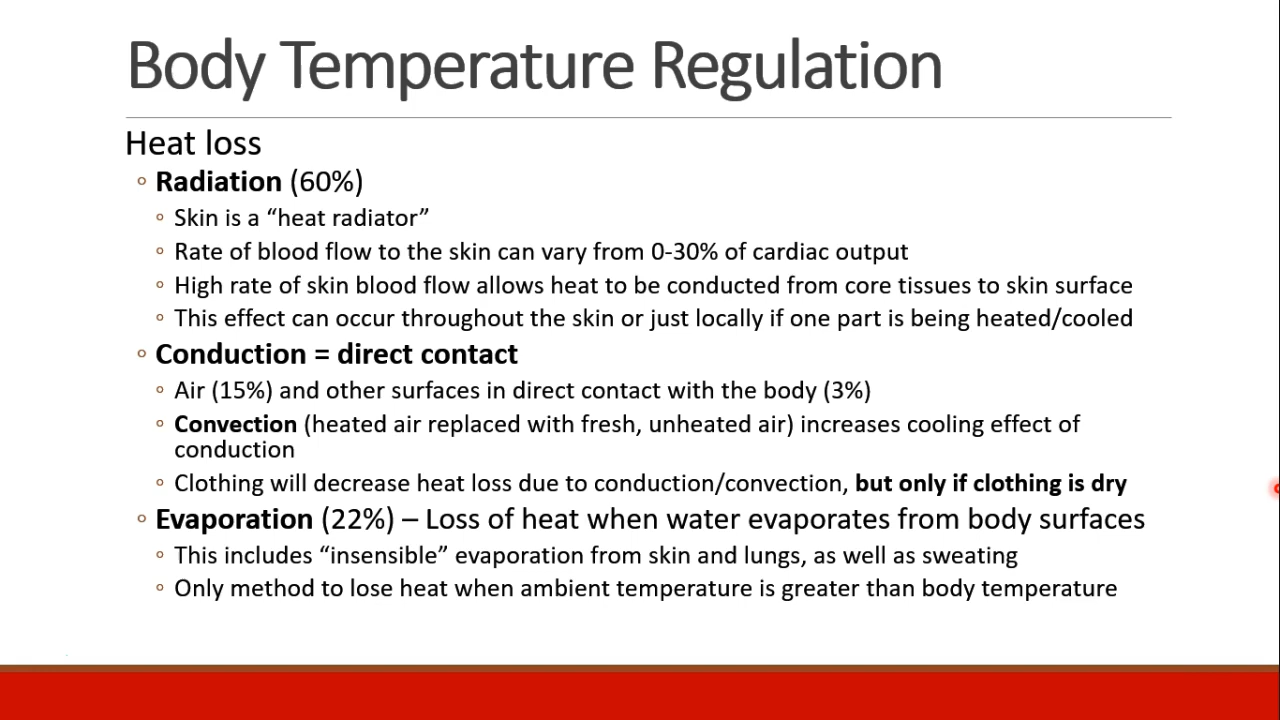 Body Temperature Regulation
Heat loss
◦ Radiation (60%)
◦ Skin is a “heat radiator”
◦ Rate of blood flow to the skin can vary from 0-30% of cardiac output
◦ High rate of skin blood flow allows heat to be conducted from core tissues to skin surface
◦ This effect can occur throughout the skin or just locally if one part is being heated/cooled
◦ Conduction = direct contact
◦ Air (15%) and other surfaces in direct contact with the body (3%)
◦ Convection (heated air replaced with fresh, unheated air) increases cooling effect of
conduction
◦ Clothing will decrease heat loss due to conduction/convection, but only if clothing is dry
◦ Evaporation (22%) – Loss of heat when water evaporates from body surfaces
◦ This includes “insensible” evaporation from skin and lungs, as well as sweating
◦ Only method to lose heat when ambient temperature is greater than body temperature